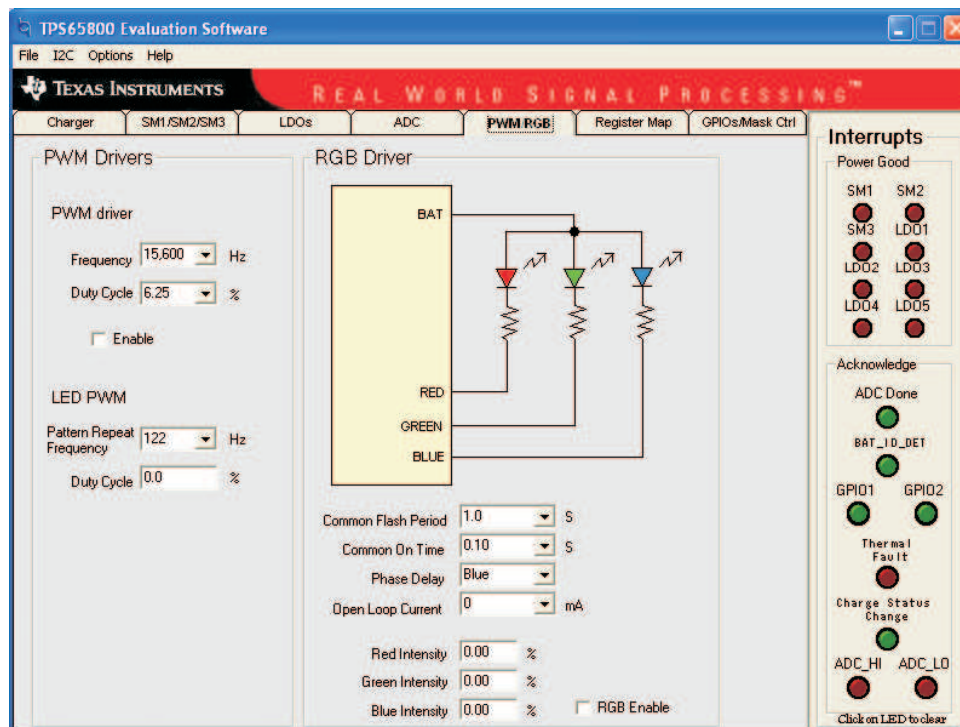 TPS65800 Evaluation Software
File I2C Options Help
TEXAS INSTRUMENTS
REAL WORLD SIGNAL PROCESSING™
Charger SM1/SM2/SM3 LDOs ADC PWM RGB Register Map GPIOs/Mask Ctrl
PWM Drivers
PWM driver
Frequency 15,600 Hz
Duty Cycle 6.25 %
Enable
LED PWM
Pattern Repeat
Frequency 122 Hz
Duty Cycle 0.0 %
RGB Driver
BAT
RED
GREEN
BLUE
Common Flash Period 1.0 S
Common On Time 0.10 S
Phase Delay Blue
Open Loop Current 0 mA
Red Intensity 0.00 %
Green Intensity 0.00 %
Blue Intensity 0.00 %
RGB Enable
Interrupts
Power Good
SM1 SM2
SM3 LDO1
LDO2 LDO3
LDO4 LDO5
Acknowledge
ADC Done
BAT_ID_DET
GPIO1 GPIO2
Thermal
Fault
Charge Status
Change
ADC_HI ADC_LO
Click on LED to clear